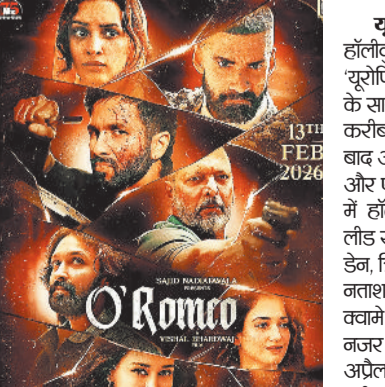 13TH
FEB
2026
SAJID NADIADWALA
PRESENTS
O'Romeo
VISHAL BHARDWAJ
FILM
यू
हॉलीव
'यूरोपि
के सा
करीब
बाद उ
और ए
में हॉ
लीड र
डेन, ि
नताश
क्वामे
नजर
अप्रैल